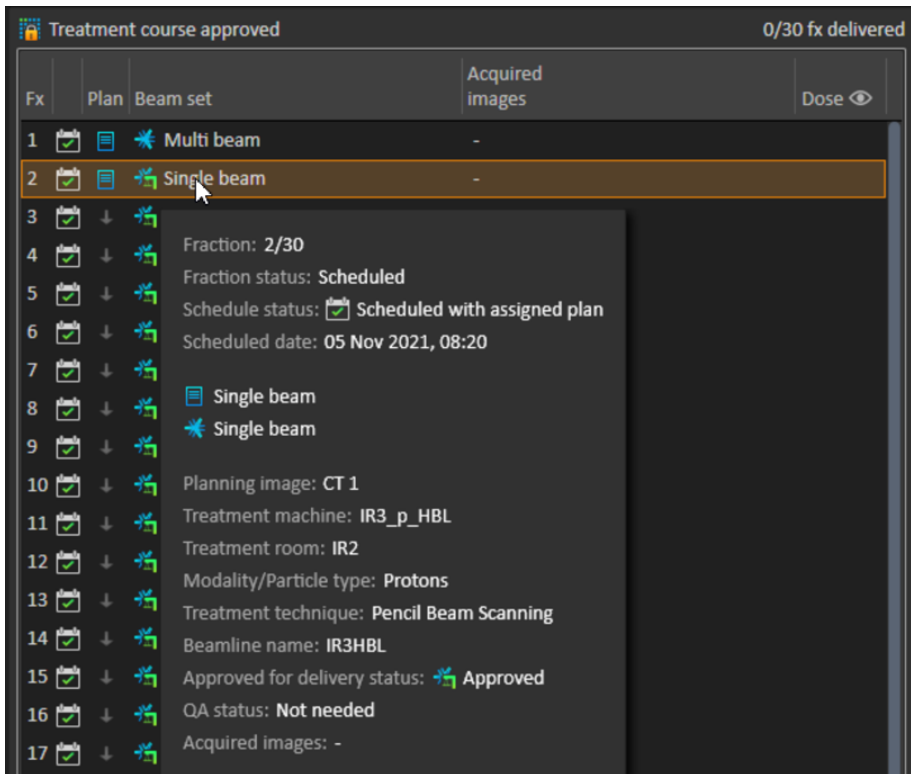 Treatment course approved 0/30 fx delivered
Fx Plan Beam set Acquired images Dose
1 Multi beam -
2 Single beam -
3
Fraction: 2/30
4
Fraction status: Scheduled
5
Schedule status: Scheduled with assigned plan
6
Scheduled date: 05 Nov 2021, 08:20
7
8 Single beam
9 Single beam
10 Planning image: CT 1
11 Treatment machine: IR3_p_HBL
Treatment room: IR2
12
Modality/Particle type: Protons
13 Treatment technique: Pencil Beam Scanning
14 Beamline name: IR3HBL
15 Approved for delivery status: Approved
16 QA status: Not needed
17 Acquired images: -